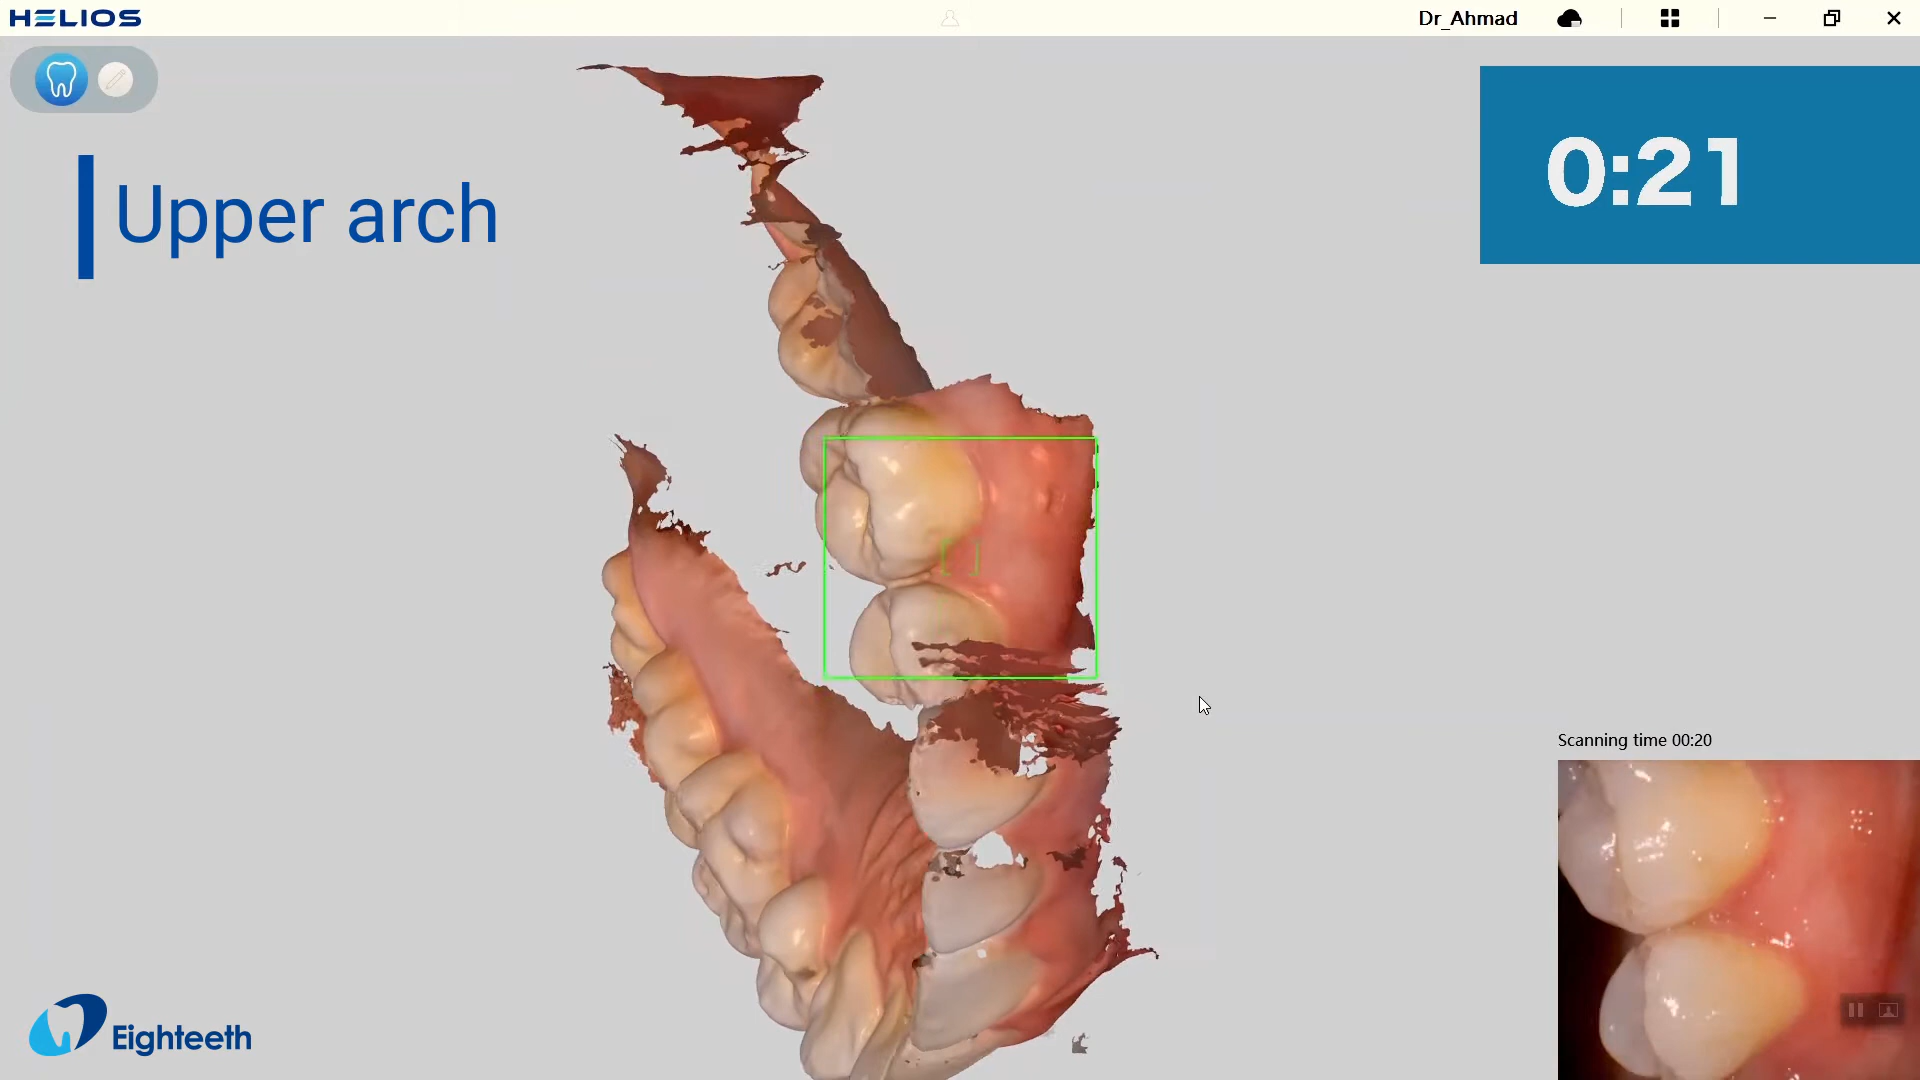 HELIOS
Dr_Ahmad
Upper arch
0:21
Scanning time 00:20
Eighteeth